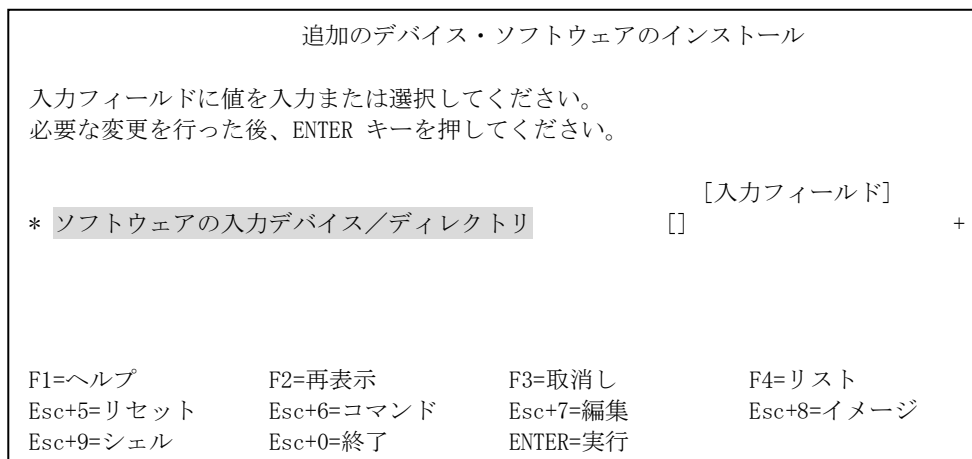 追加のデバイス・ソフトウェアのインストール
入力フィールドに値を入力または選択してください。
必要な変更を行った後、ENTER キーを押してください。
[入力フィールド]
* ソフトウェアの入力デバイス／ディレクトリ [] +
F1=ヘルプ F2=再表示 F3=取消し F4=リスト
Esc+5=リセット Esc+6=コマンド Esc+7=編集 Esc+8=イメージ
Esc+9=シェル Esc+0=終了 ENTER=実行